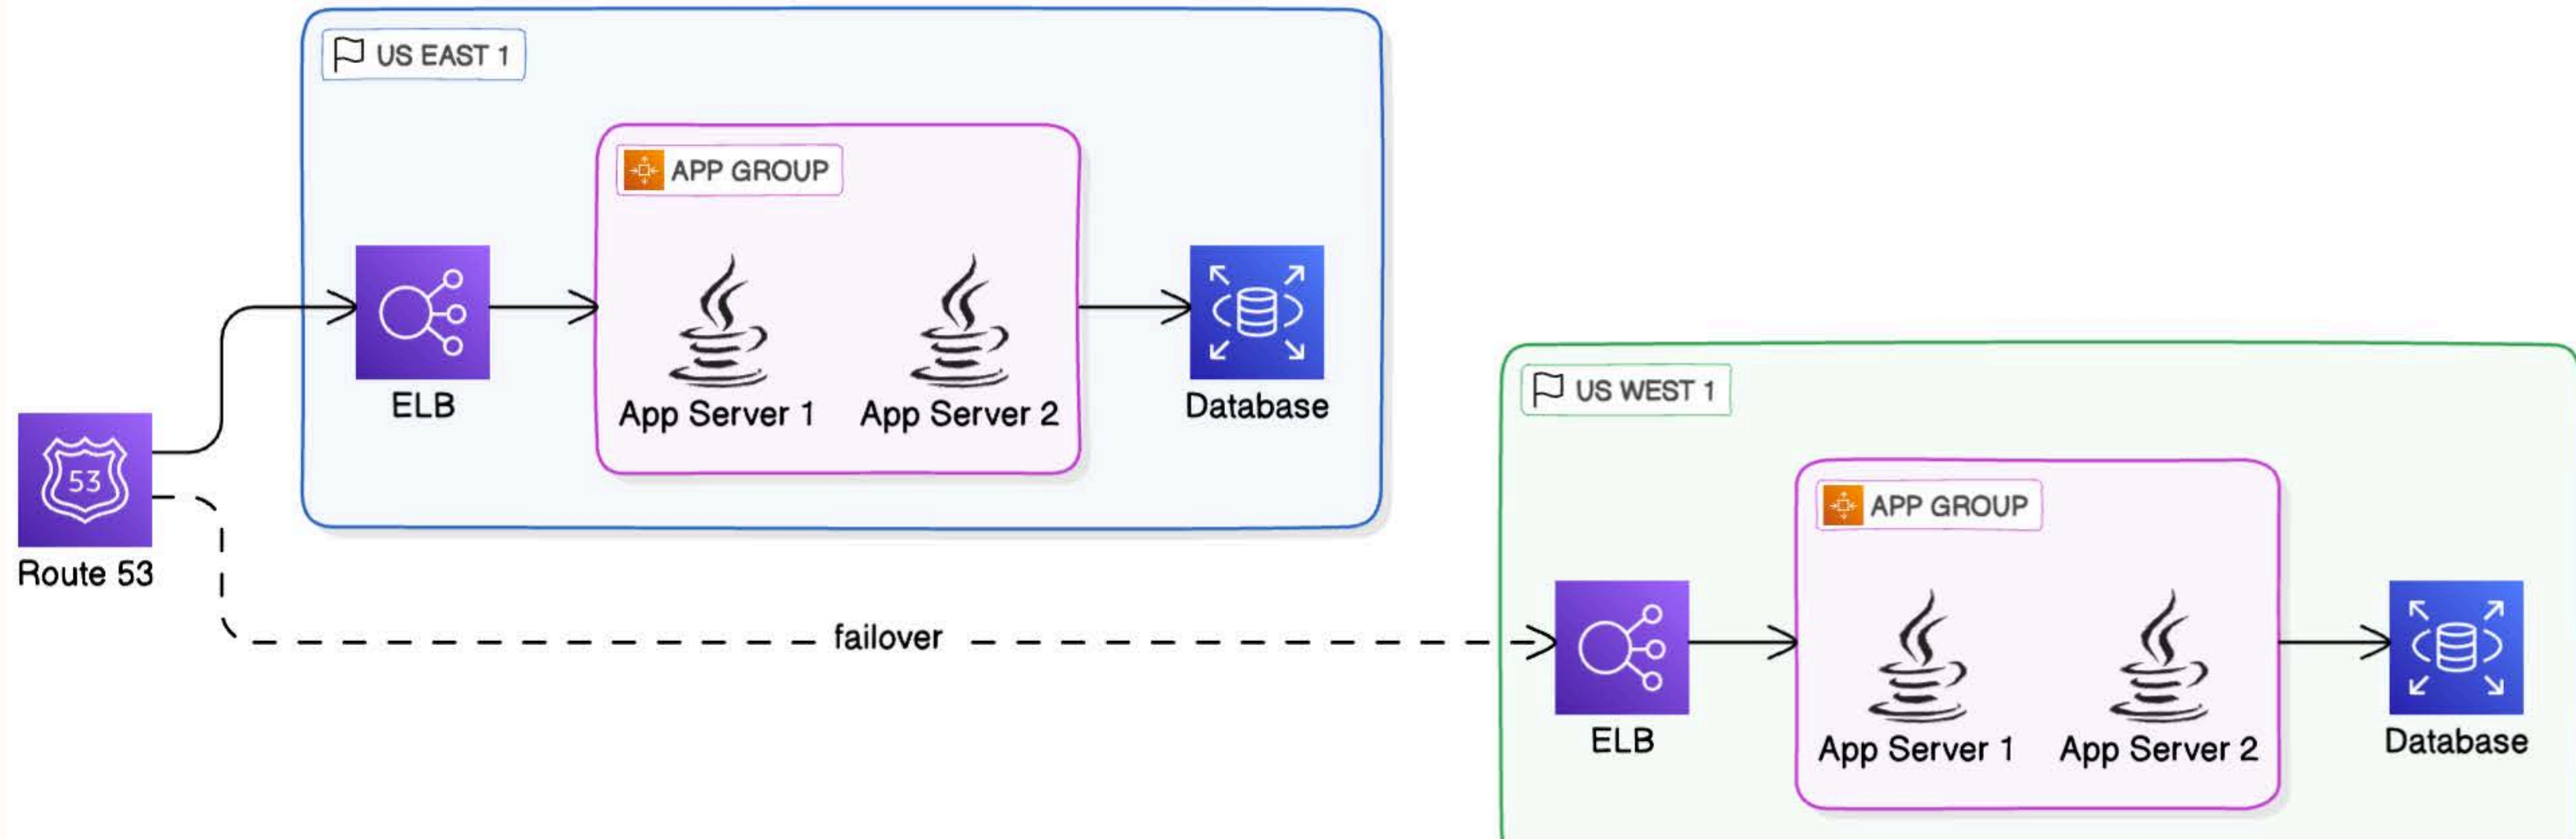 US EAST 1
APP GROUP
ELB
App Server 1
App Server 2
Database
53
Route 53
failover
US WEST 1
APP GROUP
ELB
App Server 1
App Server 2
Database